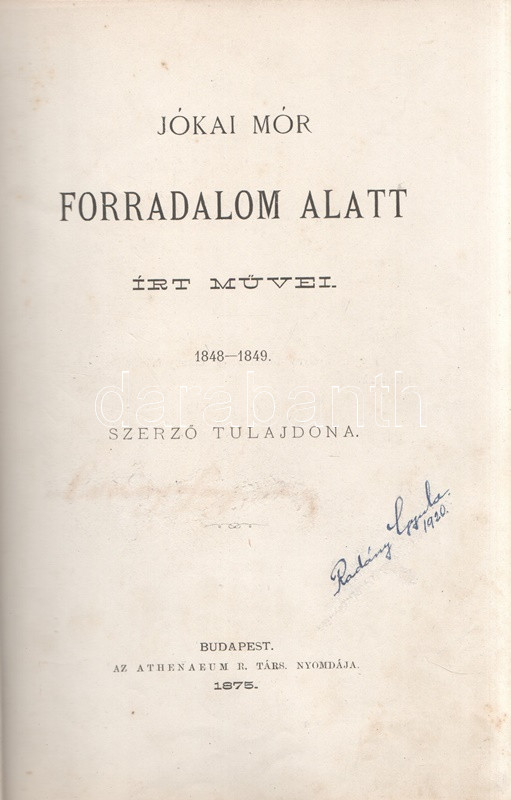 JÓKAI MÓR
FORRADALOM ALATT
ÍRT MŰVEI.
1848—1849.
darabanth
SZERZŐ TULAJDONA.
Radány Gyula.
1920.
BUDAPEST.
AZ ATHENAEUM R. TÁRS. NYOMDÁJA.
1875.